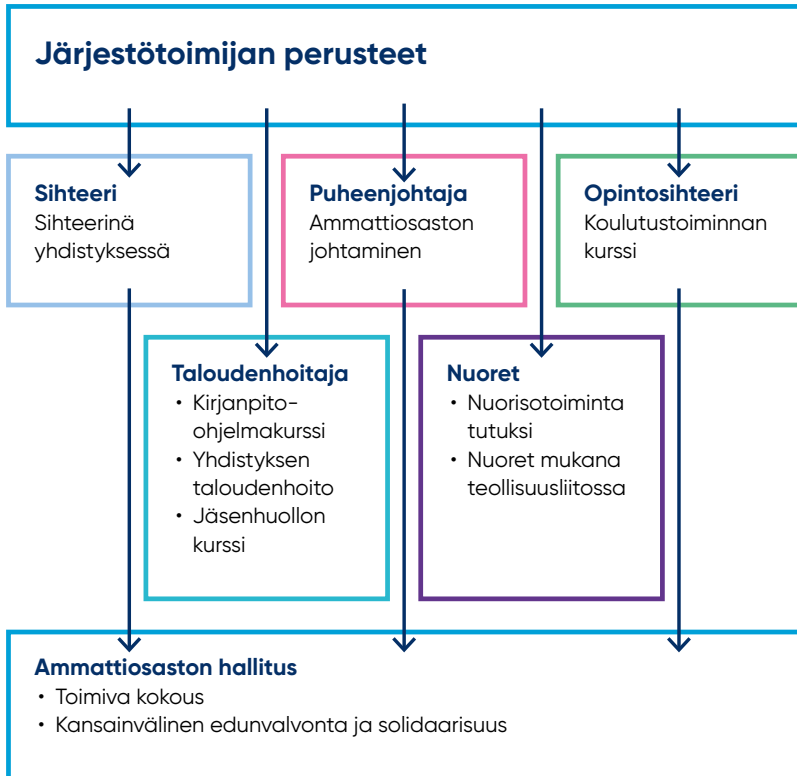 Järjestötoimijan perusteet
Sihteeri
Sihteerinä
yhdistyksessä
Puheenjohtaja
Ammattiosaston
johtaminen
Opintosihteeri
Koulutustoiminnan
kurssi
Taloudenhoitaja
• Kirjanpito-
ohjelmakurssi
• Yhdistyksen
taloudenhoito
• Jäsenhuollon
kurssi
Nuoret
• Nuorisotoiminta
tutuksi
• Nuoret mukana
teollisuusliitossa
Ammattiosaston hallitus
• Toimiva kokous
• Kansainvälinen edunvalvonta ja solidaarisuus